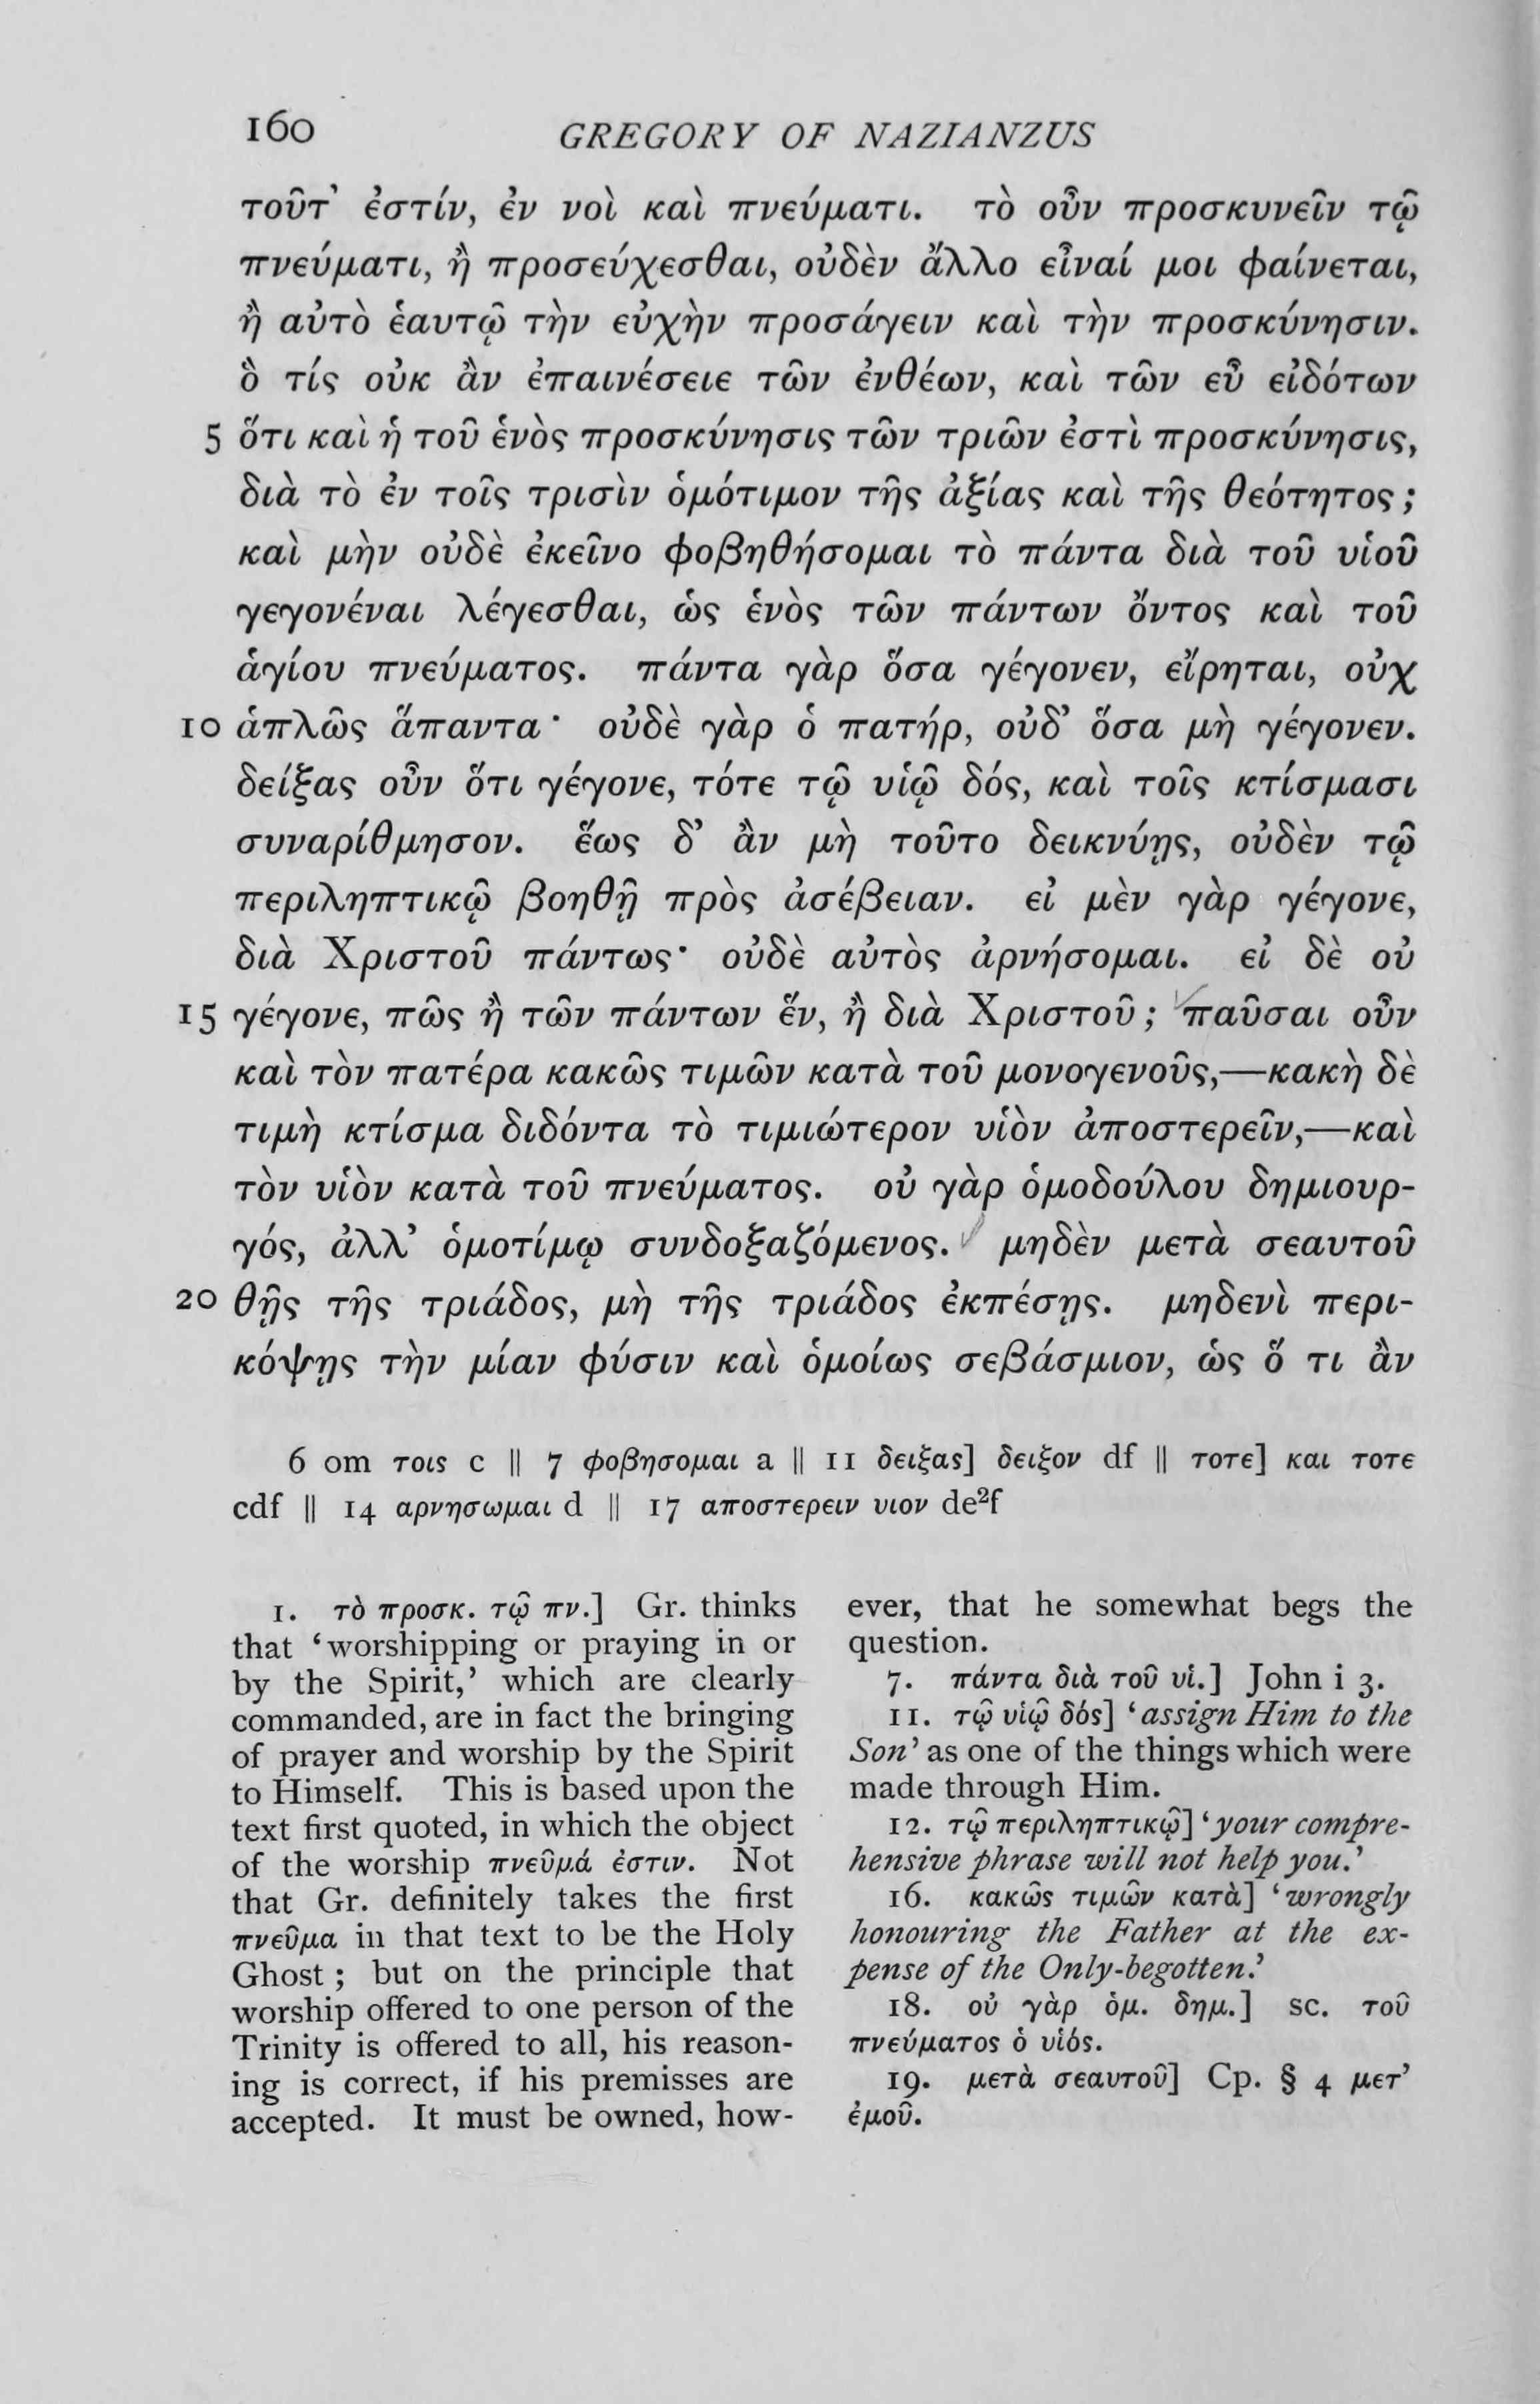 160 GREGORY OF NAZIANZUS
τοῦτ᾽ ἐστίν, ἐν νοῒ καὶ πνεύματι. τὸ οὖν προσκυνεῖν τῷ
πνεύματι, ἢ προσεύχεσθαι, οὐδὲν ἄλλο εἶναί μοι φαίνεται,
ἢ αὐτὸ ἑαυτῷ τὴν εὐχὴν προσάγειν καὶ τὴν προσκύνησιν.
ὃ τίς οὐκ ἂν ἐπαινέσειε τῶν ἐνθέων, καὶ τῶν εὖ εἰδότων
5 ὅτι καὶ ἡ τοῦ ἑνὸς προσκύνησις τῶν τριῶν ἐστὶ προσκύνησις,
διὰ τὸ ἐν τοῖς τρισὶν ὁμότιμον τῆς ἀξίας καὶ τῆς θεότητος;
καὶ μὴν οὐδὲ ἐκεῖνο φοβηθήσομαι τὸ πάντα διὰ τοῦ υἱοῦ
γεγονέναι λέγεσθαι, ὡς ἑνὸς τῶν πάντων ὄντος καὶ τοῦ
ἁγίου πνεύματος. πάντα γὰρ ὅσα γέγονεν, εἴρηται, οὐχ
10 ἁπλῶς ἅπαντα· οὐδὲ γὰρ ὁ πατήρ, οὐδ᾽ ὅσα μὴ γέγονεν.
δείξας οὖν ὅτι γέγονε, τότε τῷ υἱῷ δός, καὶ τοῖς κτίσμασι
συναρίθμησον. ἕως δ᾽ ἂν μὴ τοῦτο δεικνύῃς, οὐδὲν τῷ
περιληπτικῷ βοηθῇ πρὸς ἀσέβειαν. εἰ μὲν γὰρ γέγονε,
διὰ Χριστοῦ πάντως· οὐδὲ αὐτὸς ἀρνήσομαι. εἰ δὲ οὐ
15 γέγονε, πῶς ἢ τῶν πάντων ἕν, ἢ διὰ Χριστοῦ; παῦσαι οὖν
καὶ τὸν πατέρα κακῶς τιμῶν κατὰ τοῦ μονογενοῦς,—κακὴ δὲ
τιμὴ κτίσμα διδόντα τὸ τιμιώτερον υἱὸν ἀποστερεῖν,—καὶ
τὸν υἱὸν κατὰ τοῦ πνεύματος. οὐ γὰρ ὁμοδούλου δημιουρ-
γός, ἀλλ᾽ ὁμοτίμῳ συνδοξαζόμενος. μηδὲν μετὰ σεαυτοῦ
20 θῇς τῆς τριάδος, μὴ τῆς τριάδος ἐκπέσῃς. μηδενὶ περι-
κόψῃς τὴν μίαν φύσιν καὶ ὁμοίως σεβάσμιον, ὡς ὅ τι ἂν
6 om τοις c || 7 φοβησομαι a || 11 δειξας] δειξον df || τοτε] και τοτε
cdf || 14 αρνησωμαι d || 17 αποστερειν υιον de²f
1. τὸ προσκ. τῷ πν.] Gr. thinks
that ‘worshipping or praying in or
by the Spirit,’ which are clearly
commanded, are in fact the bringing
of prayer and worship by the Spirit
to Himself. This is based upon the
text first quoted, in which the object
of the worship πνεῦμά ἐστιν. Not
that Gr. definitely takes the first
πνεῦμα in that text to be the Holy
Ghost; but on the principle that
worship offered to one person of the
Trinity is offered to all, his reason-
ing is correct, if his premisses are
accepted. It must be owned, how-
ever, that he somewhat begs the
question.
7. πάντα διὰ τοῦ υἱ.] John i 3.
11. τῷ υἱῷ δός] ‘assign Him to the
Son’ as one of the things which were
made through Him.
12. τῷ περιληπτικῷ] ‘your compre-
hensive phrase will not help you.’
16. κακῶς τιμῶν κατὰ] ‘wrongly
honouring the Father at the ex-
pense of the Only-begotten.’
18. οὐ γὰρ ὁμ. δημ.] sc. τοῦ
πνεύματος ὁ υἱός.
19. μετὰ σεαυτοῦ] Cp. § 4 μετ᾽
ἐμοῦ.